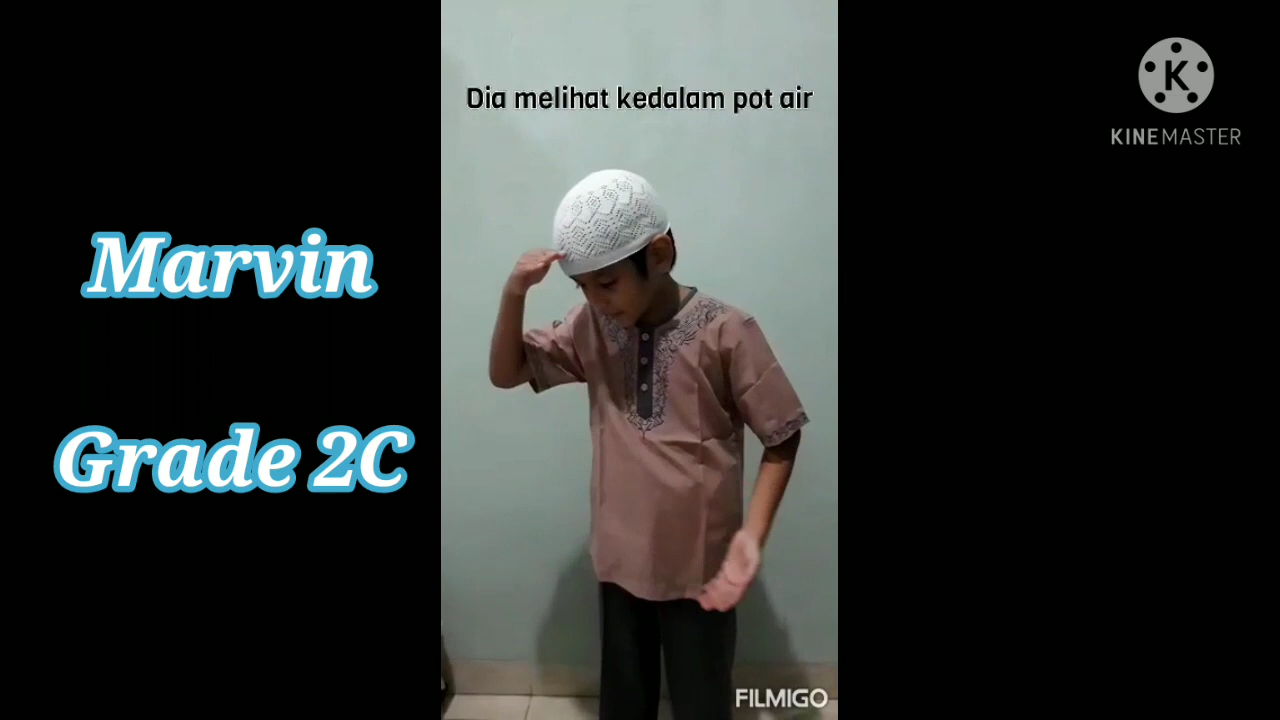 Dia melihat kedalam pot air
K
KINEMASTER
Marvin
Grade 2C
FILMIGO